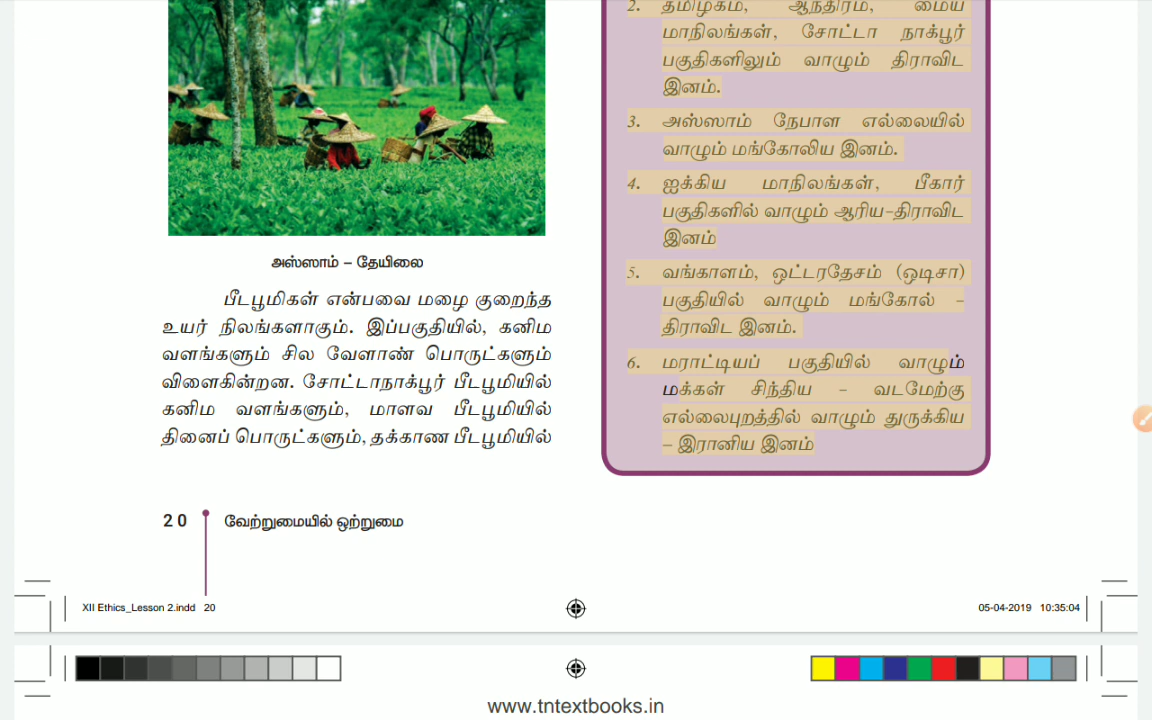 அஸ்ஸாம் – தேயிலை
பீடபூமிகள் என்பவை மழை குறைந்த
உயர் நிலங்களாகும். இப்பகுதியில், கனிம
வளங்களும் சில வேளாண் பொருட்களும்
விளைகின்றன. சோட்டாநாக்பூர் பீடபூமியில்
கனிம வளங்களும், மாளவ பீடபூமியில்
தினைப் பொருட்களும், தக்காண பீடபூமியில்
2. தமிழகம், ஆந்திரம், மைய
மாநிலங்கள், சோட்டா நாக்பூர்
பகுதிகளிலும் வாழும் திராவிட
இனம்.
3. அஸ்ஸாம் நேபாள எல்லையில்
வாழும் மங்கோலிய இனம்.
4. ஐக்கிய மாநிலங்கள், பீகார்
பகுதிகளில் வாழும் ஆரிய-திராவிட
இனம்
5. வங்காளம், ஒட்டரதேசம் (ஒடிசா)
பகுதியில் வாழும் மங்கோல் –
திராவிட இனம்.
6. மராட்டியப் பகுதியில் வாழும்
மக்கள் சிந்திய – வடமேற்கு
எல்லைபுறத்தில் வாழும் துருக்கிய
– இரானிய இனம்
20 வேற்றுமையில் ஒற்றுமை
XII Ethics_Lesson 2.indd 20 05-04-2019 10:35:04
www.tntextbooks.in